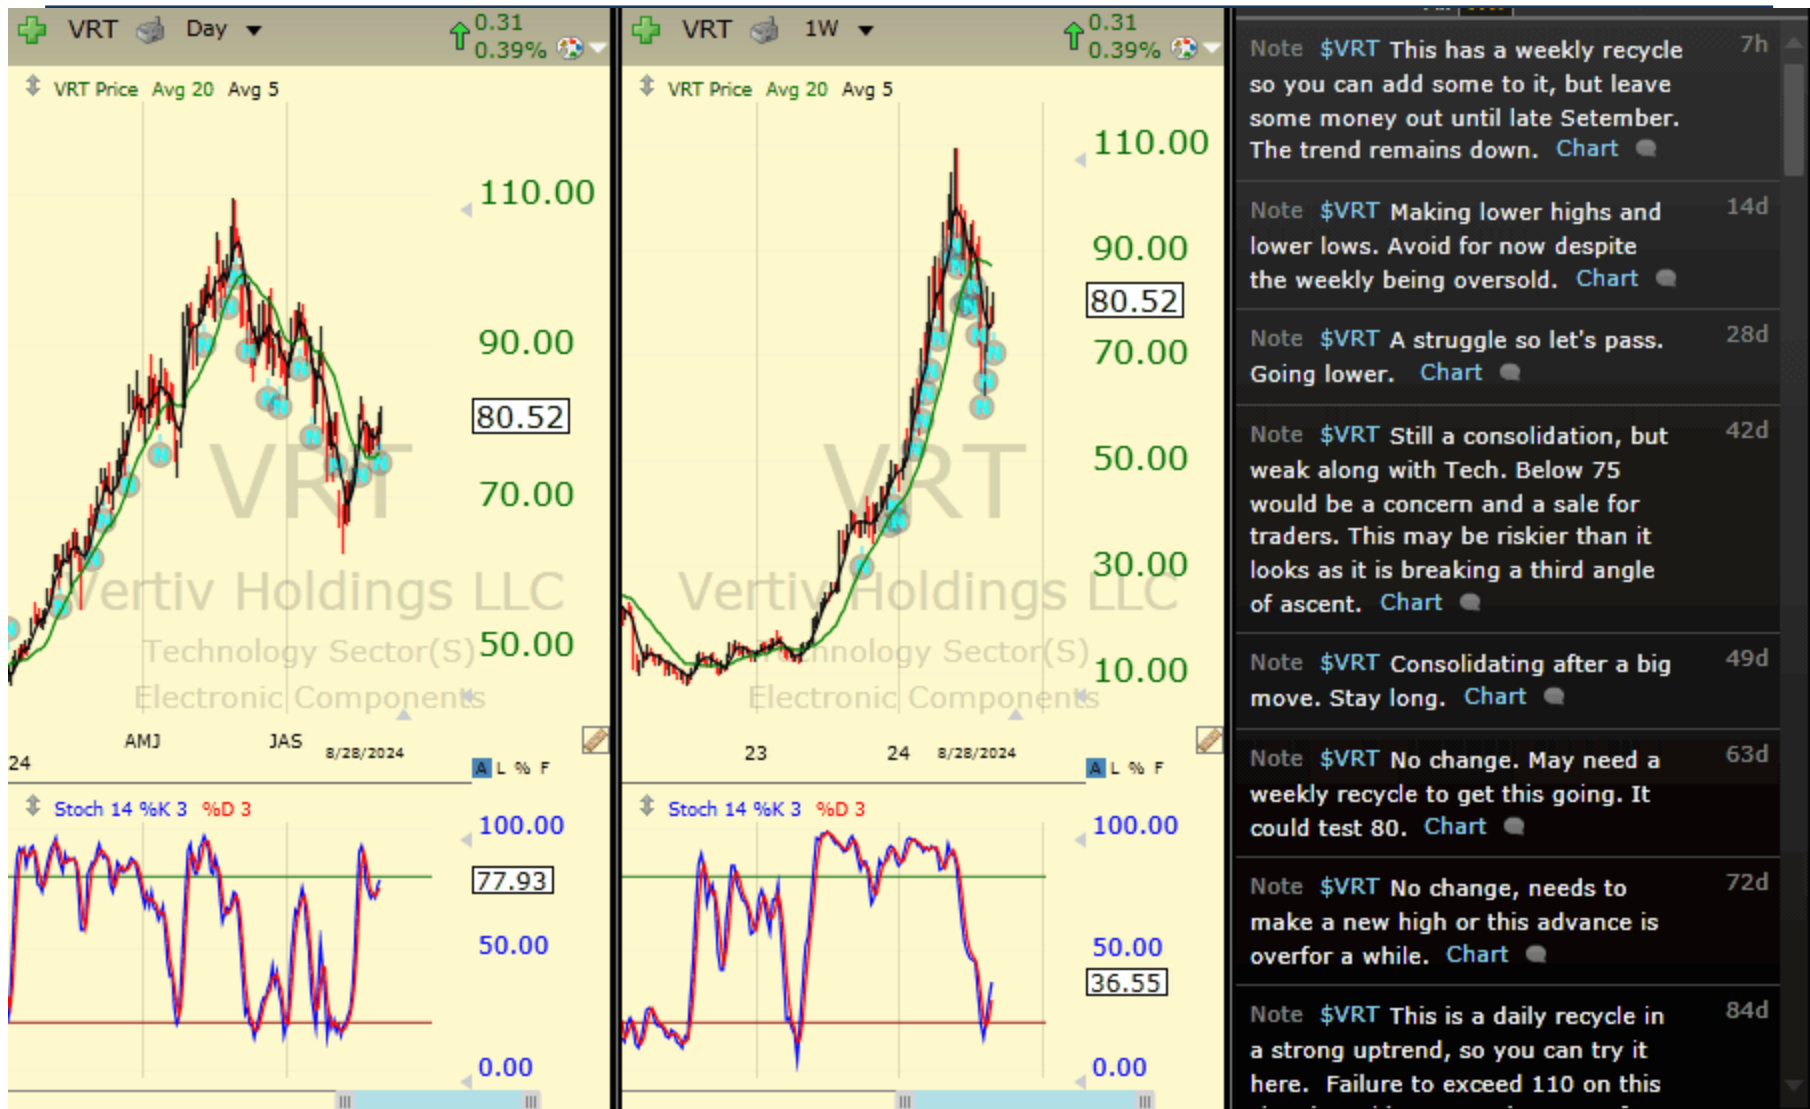 VRT Day
0.31
0.39%
VRT Price Avg 20 Avg 5
110.00
90.00
80.52
70.00
50.00
VRT
Vertiv Holdings LLC
Technology Sector(S)
Electronic Components
24 AMJ JAS 8/28/2024
A L % F
Stoch 14 %K 3 %D 3
100.00
77.93
50.00
0.00
VRT 1W
0.31
0.39%
VRT Price Avg 20 Avg 5
110.00
90.00
80.52
70.00
50.00
30.00
10.00
VRT
Vertiv Holdings LLC
Technology Sector(S)
Electronic Components
23 24 8/28/2024
A L % F
Stoch 14 %K 3 %D 3
100.00
50.00
36.55
0.00
Note $VRT This has a weekly recycle 7h
so you can add some to it, but leave
some money out until late Setember.
The trend remains down. Chart
Note $VRT Making lower highs and 14d
lower lows. Avoid for now despite
the weekly being oversold. Chart
Note $VRT A struggle so let's pass. 28d
Going lower. Chart
Note $VRT Still a consolidation, but 42d
weak along with Tech. Below 75
would be a concern and a sale for
traders. This may be riskier than it
looks as it is breaking a third angle
of ascent. Chart
Note $VRT Consolidating after a big 49d
move. Stay long. Chart
Note $VRT No change. May need a 63d
weekly recycle to get this going. It
could test 80. Chart
Note $VRT No change, needs to 72d
make a new high or this advance is
overfor a while. Chart
Note $VRT This is a daily recycle in 84d
a strong uptrend, so you can try it
here. Failure to exceed 110 on this